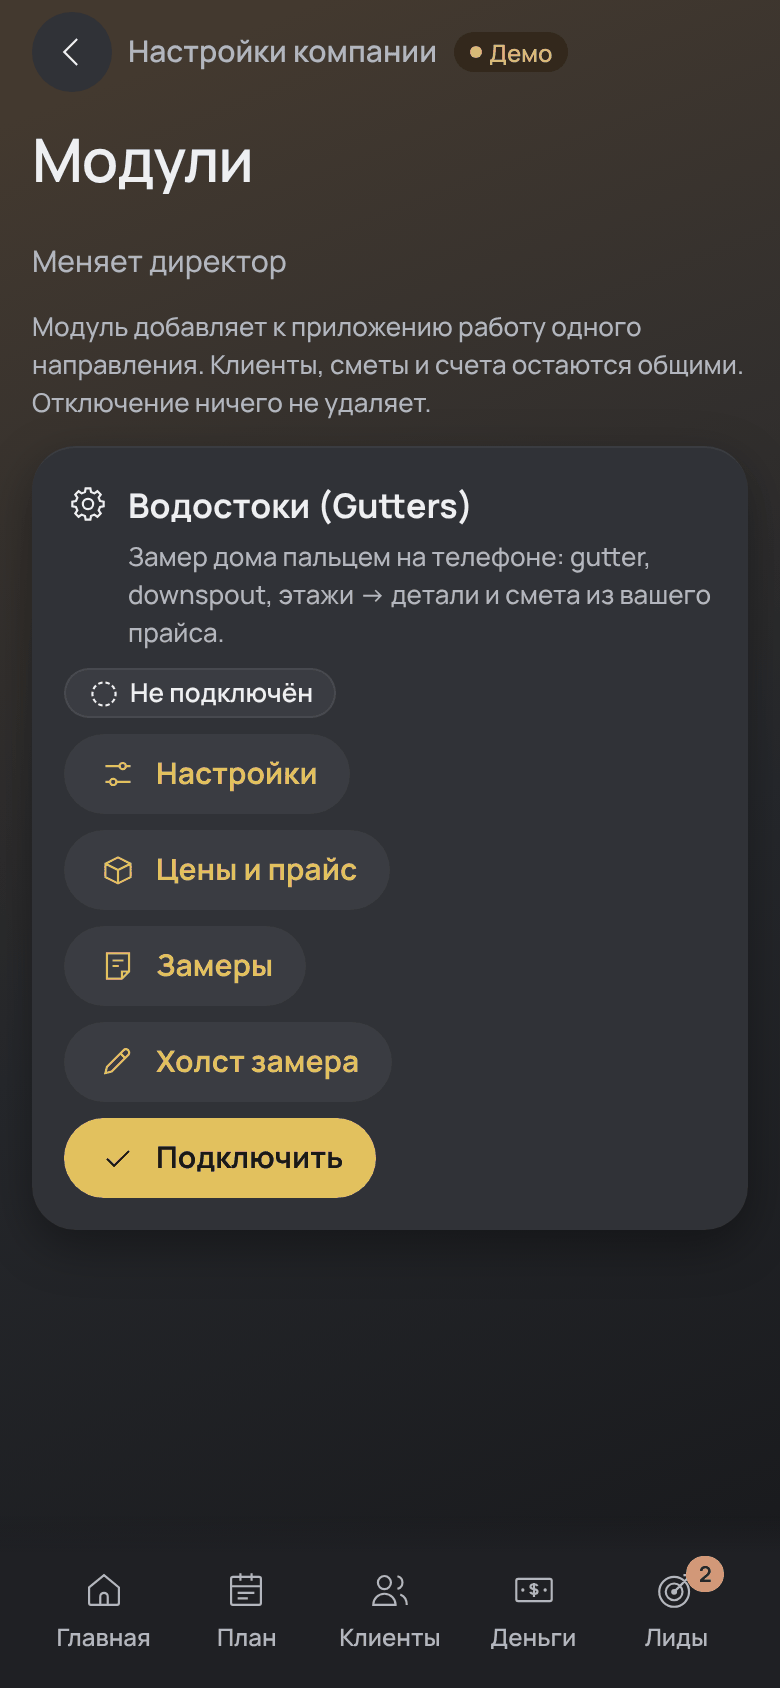 Настройки компании
Демо
Модули
Меняет директор
Модуль добавляет к приложению работу одного
направления. Клиенты, сметы и счета остаются общими.
Отключение ничего не удаляет.
Водостоки (Gutters)
Замер дома пальцем на телефоне: gutter,
downspout, этажи → детали и смета из вашего
прайса.
Не подключён
Настройки
Цены и прайс
Замеры
Холст замера
Подключить
2
Главная
План
Клиенты
Деньги
Лиды